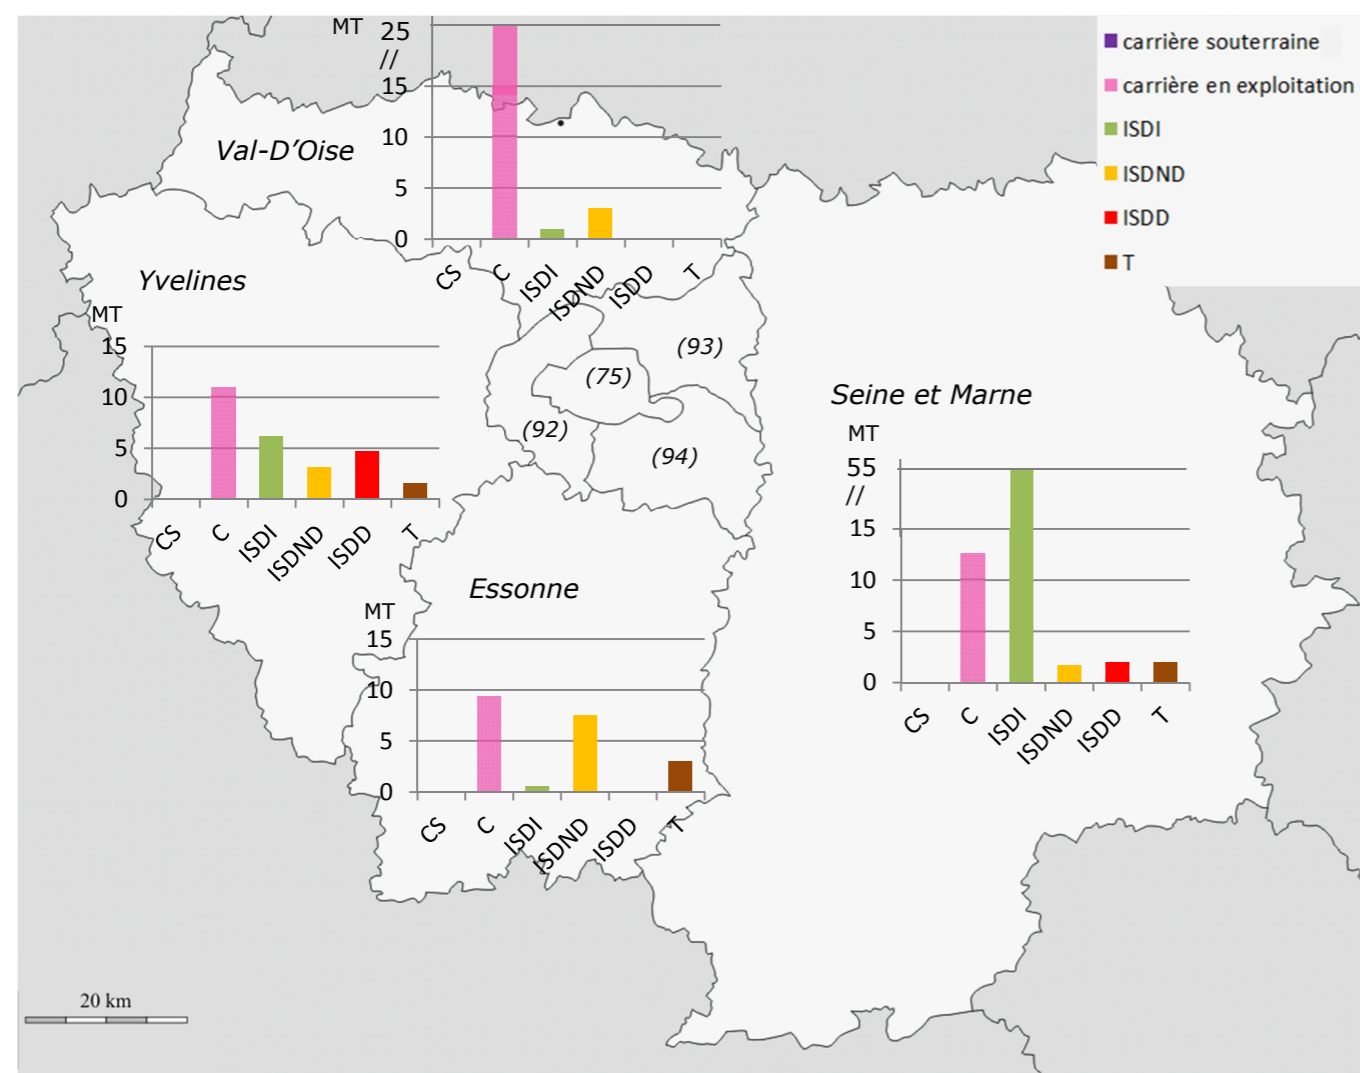 MT
25
//
15
10
5
0
CS C ISDI ISDND ISDD T
Val-D’Oise
carrière souterraine
carrière en exploitation
ISDI
ISDND
ISDD
T
Yvelines
MT
15
10
5
0
CS C ISDI ISDND ISDD T
(93)
(75)
(92)
(94)
Seine et Marne
MT
55
//
15
10
5
0
CS C ISDI ISDND ISDD T
Essonne
MT
15
10
5
0
CS C ISDI ISDND ISDD T
20 km